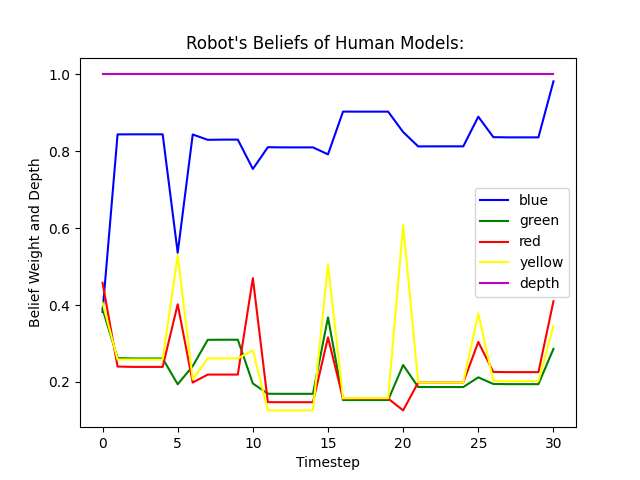 Robot's Beliefs of Human Models:
Belief Weight and Depth
1.0
0.8
0.6
0.4
0.2
blue
green
red
yellow
depth
0 5 10 15 20 25 30
Timestep